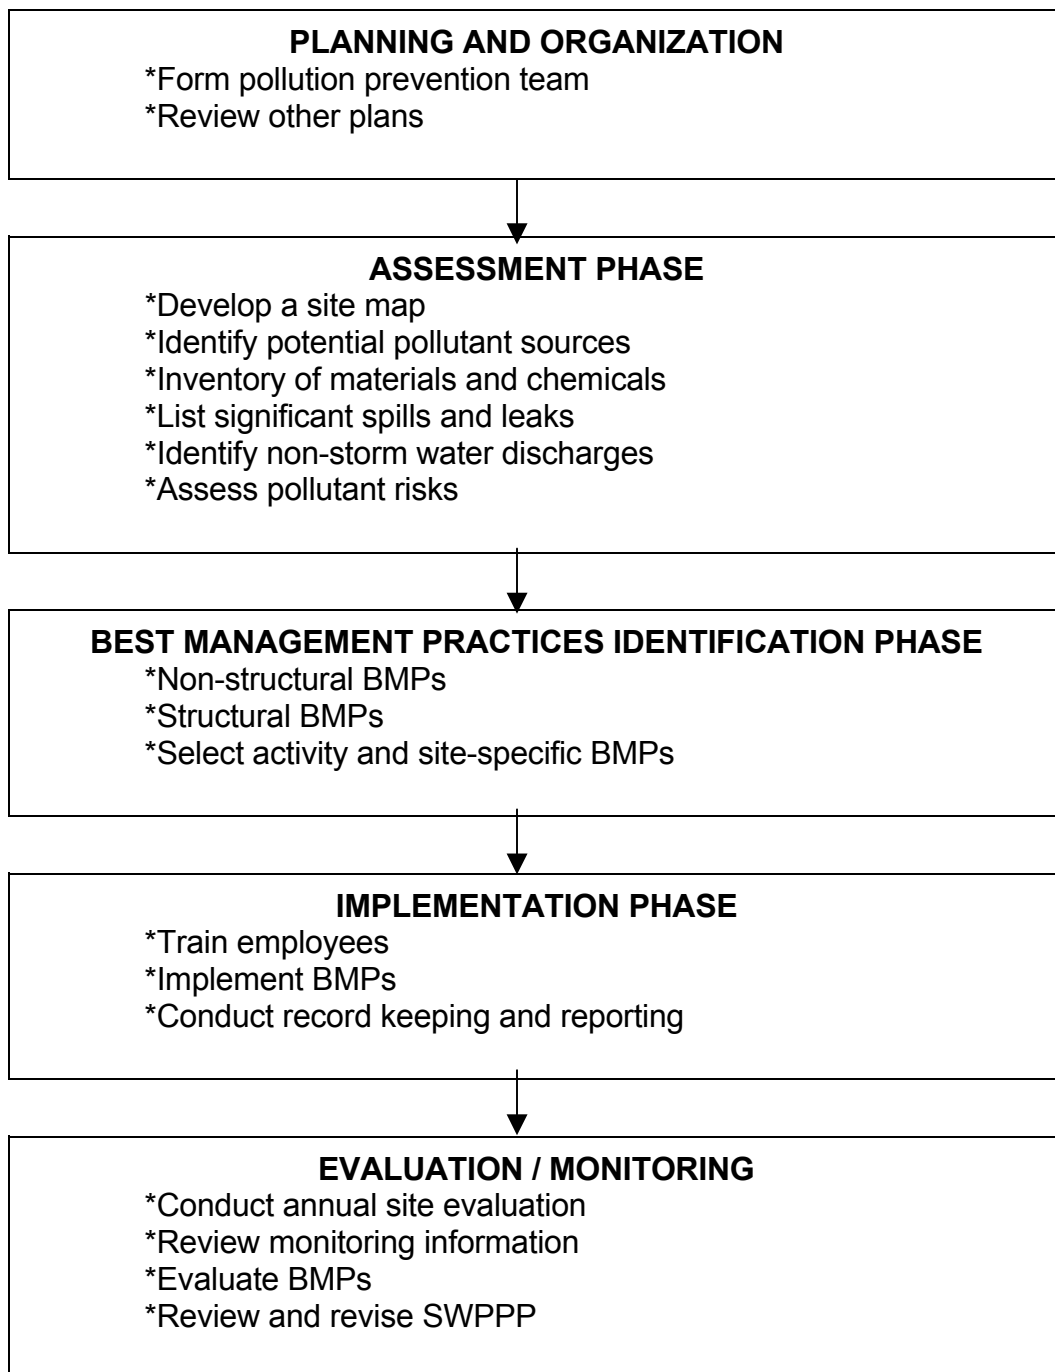 PLANNING AND ORGANIZATION
*Form pollution prevention team
*Review other plans
ASSESSMENT PHASE
*Develop a site map
*Identify potential pollutant sources
*Inventory of materials and chemicals
*List significant spills and leaks
*Identify non-storm water discharges
*Assess pollutant risks
BEST MANAGEMENT PRACTICES IDENTIFICATION PHASE
*Non-structural BMPs
*Structural BMPs
*Select activity and site-specific BMPs
IMPLEMENTATION PHASE
*Train employees
*Implement BMPs
*Conduct record keeping and reporting
EVALUATION / MONITORING
*Conduct annual site evaluation
*Review monitoring information
*Evaluate BMPs
*Review and revise SWPPP